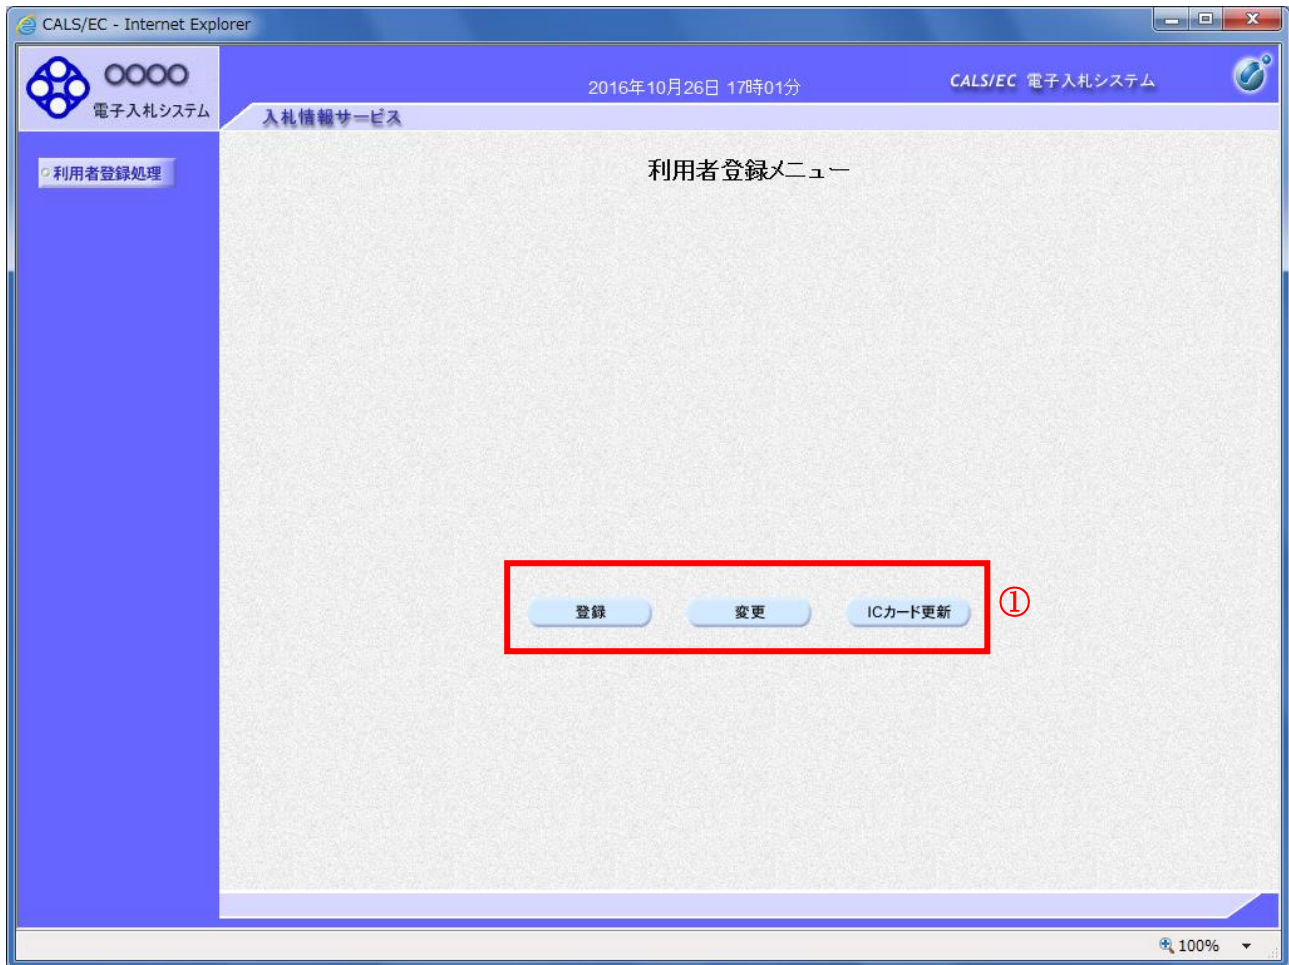 CALS/EC - Internet Explorer
〇〇〇〇
電子入札システム
2016年10月26日 17時01分
CALS/EC 電子入札システム
入札情報サービス
利用者登録処理
利用者登録メニュー
登録
変更
ICカード更新
①
100%